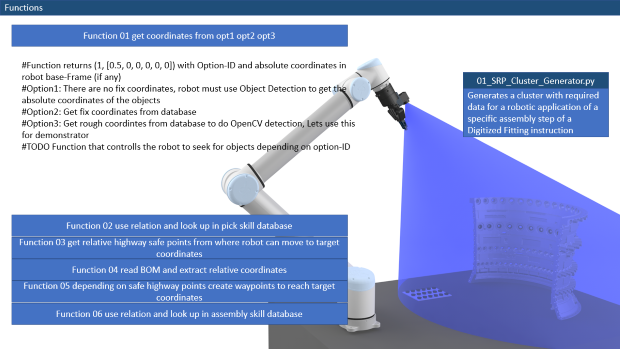 Functions
Function 01 get coordinates from opt1 opt2 opt3
#Function returns (1, [0.5, 0, 0, 0, 0, 0]) with Option-ID and absolute coordinates in
robot base-Frame (if any)
#Option1: There are no fix coordinates, robot must use Object Detection to get the
absolute coordinates of the objects
#Option2: Get fix coordinates from database
#Option3: Get rough coordintes from database to do OpenCV detection, Lets use this
for demonstrator
#TODO Function that controlls the robot to seek for objects depending on option-ID
01_SRP_Cluster_Generator.py
Generates a cluster with required
data for a robotic application of a
specific assembly step of a
Digitized Fitting instruction
Function 02 use relation and look up in pick skill database
Function 03 get relative highway safe points from where robot can move to target
coordinates
Function 04 read BOM and extract relative coordinates
Function 05 depending on safe highway points create waypoints to reach target
coordinates
Function 06 use relation and look up in assembly skill database